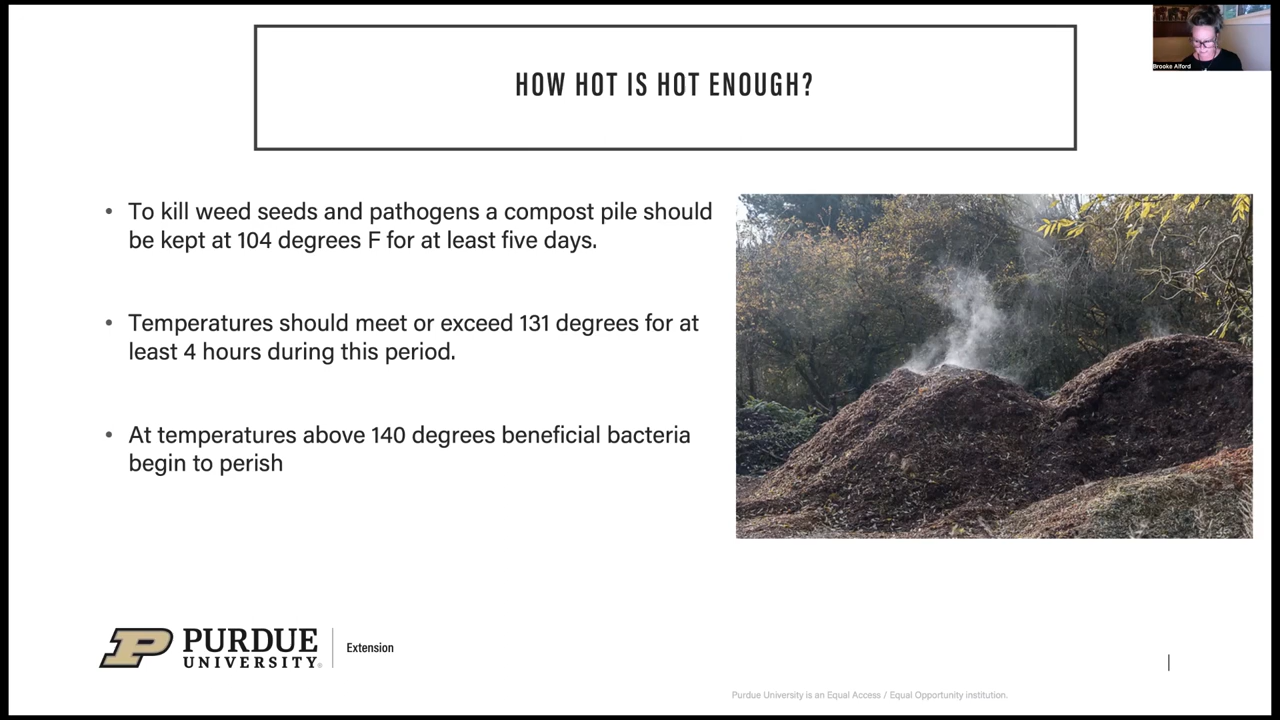 Brooke Alford
HOW HOT IS HOT ENOUGH?
• To kill weed seeds and pathogens a compost pile should
be kept at 104 degrees F for at least five days.
• Temperatures should meet or exceed 131 degrees for at
least 4 hours during this period.
• At temperatures above 140 degrees beneficial bacteria
begin to perish
P PURDUE
UNIVERSITY®
Extension
Purdue University is an Equal Access / Equal Opportunity institution.